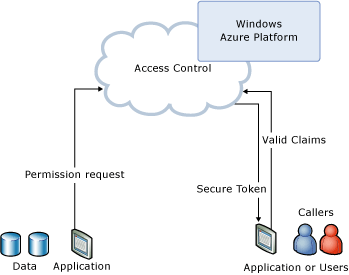 Windows
Azure Platform
Access Control
Valid Claims
Permission request
Secure Token
Callers
Data
Application
Application or Users